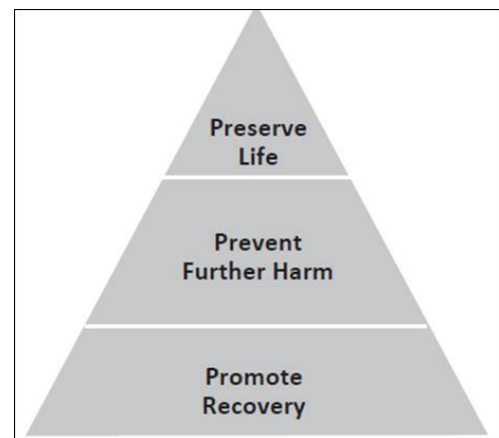 Preserve
Life
Prevent
Further Harm
Promote
Recovery